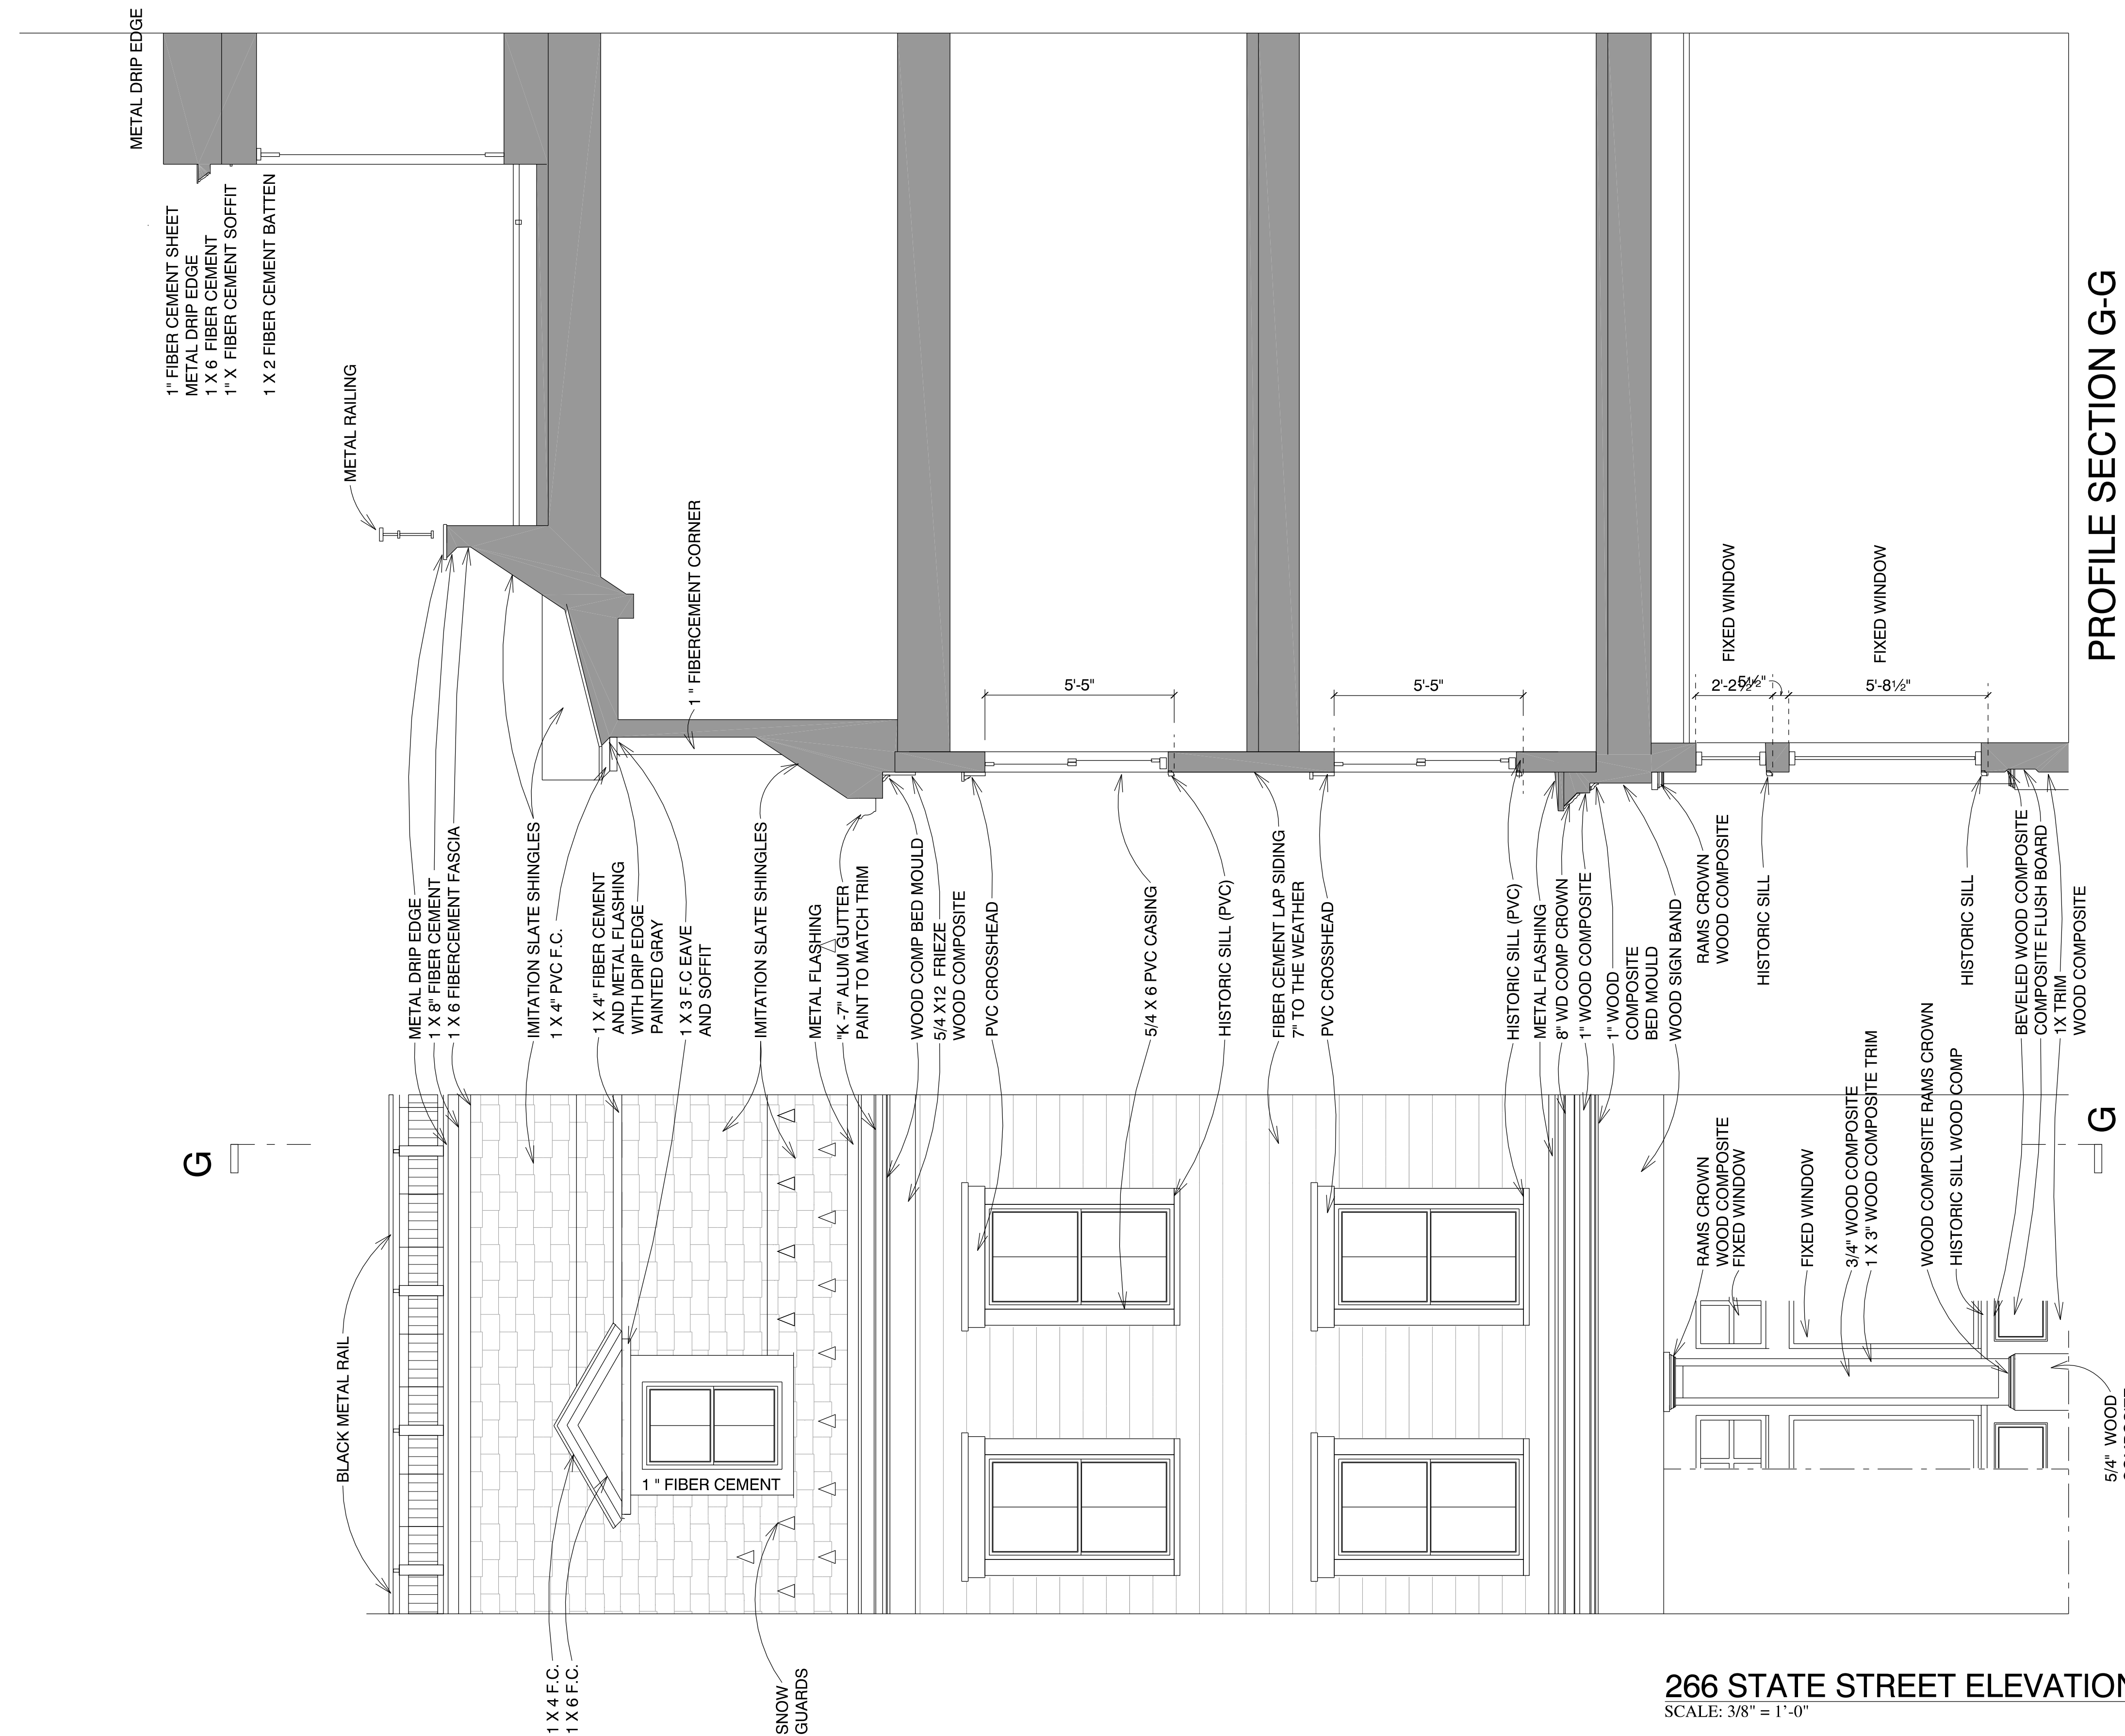 METAL DRIP EDGE
1" FIBER CEMENT SHEET
METAL DRIP EDGE
1 X 6 FIBER CEMENT
1" X FIBER CEMENT SOFFIT
1 X 2 FIBER CEMENT BATTEN
METAL RAILING
1 " FIBERCEMENT CORNER
5'-5"
5'-5"
2'-2½"
5½"
5'-8½"
FIXED WINDOW
FIXED WINDOW
PROFILE SECTION G-G
METAL DRIP EDGE
1 X 8" FIBER CEMENT
1 X 6 FIBERCEMENT FASCIA
IMITATION SLATE SHINGLES
1 X 4" PVC F.C.
1 X 4" FIBER CEMENT
AND METAL FLASHING
WITH DRIP EDGE
PAINTED GRAY
1 X 3 F.C EAVE
AND SOFFIT
IMITATION SLATE SHINGLES
METAL FLASHING
"K -7" ALUM GUTTER
PAINT TO MATCH TRIM
WOOD COMP BED MOULD
5/4 X12 FRIEZE
WOOD COMPOSITE
PVC CROSSHEAD
5/4 X 6 PVC CASING
HISTORIC SILL (PVC)
FIBER CEMENT LAP SIDING
7" TO THE WEATHER
PVC CROSSHEAD
HISTORIC SILL (PVC)
METAL FLASHING
8" WD COMP CROWN
1" WOOD COMPOSITE
1" WOOD
COMPOSITE
BED MOULD
WOOD SIGN BAND
RAMS CROWN
WOOD COMPOSITE
HISTORIC SILL
HISTORIC SILL
BEVELED WOOD COMPOSITE
COMPOSITE FLUSH BOARD
1X TRIM
WOOD COMPOSITE
G
G
BLACK METAL RAIL
1 " FIBER CEMENT
RAMS CROWN
WOOD COMPOSITE
FIXED WINDOW
FIXED WINDOW
3/4" WOOD COMPOSITE
1 X 3" WOOD COMPOSITE TRIM
WOOD COMPOSITE RAMS CROWN
HISTORIC SILL WOOD COMP
5/4" WOOD
1 X 4 F.C.
1 X 6 F.C.
SNOW
GUARDS
266 STATE STREET ELEVATION
SCALE: 3/8" = 1'-0"